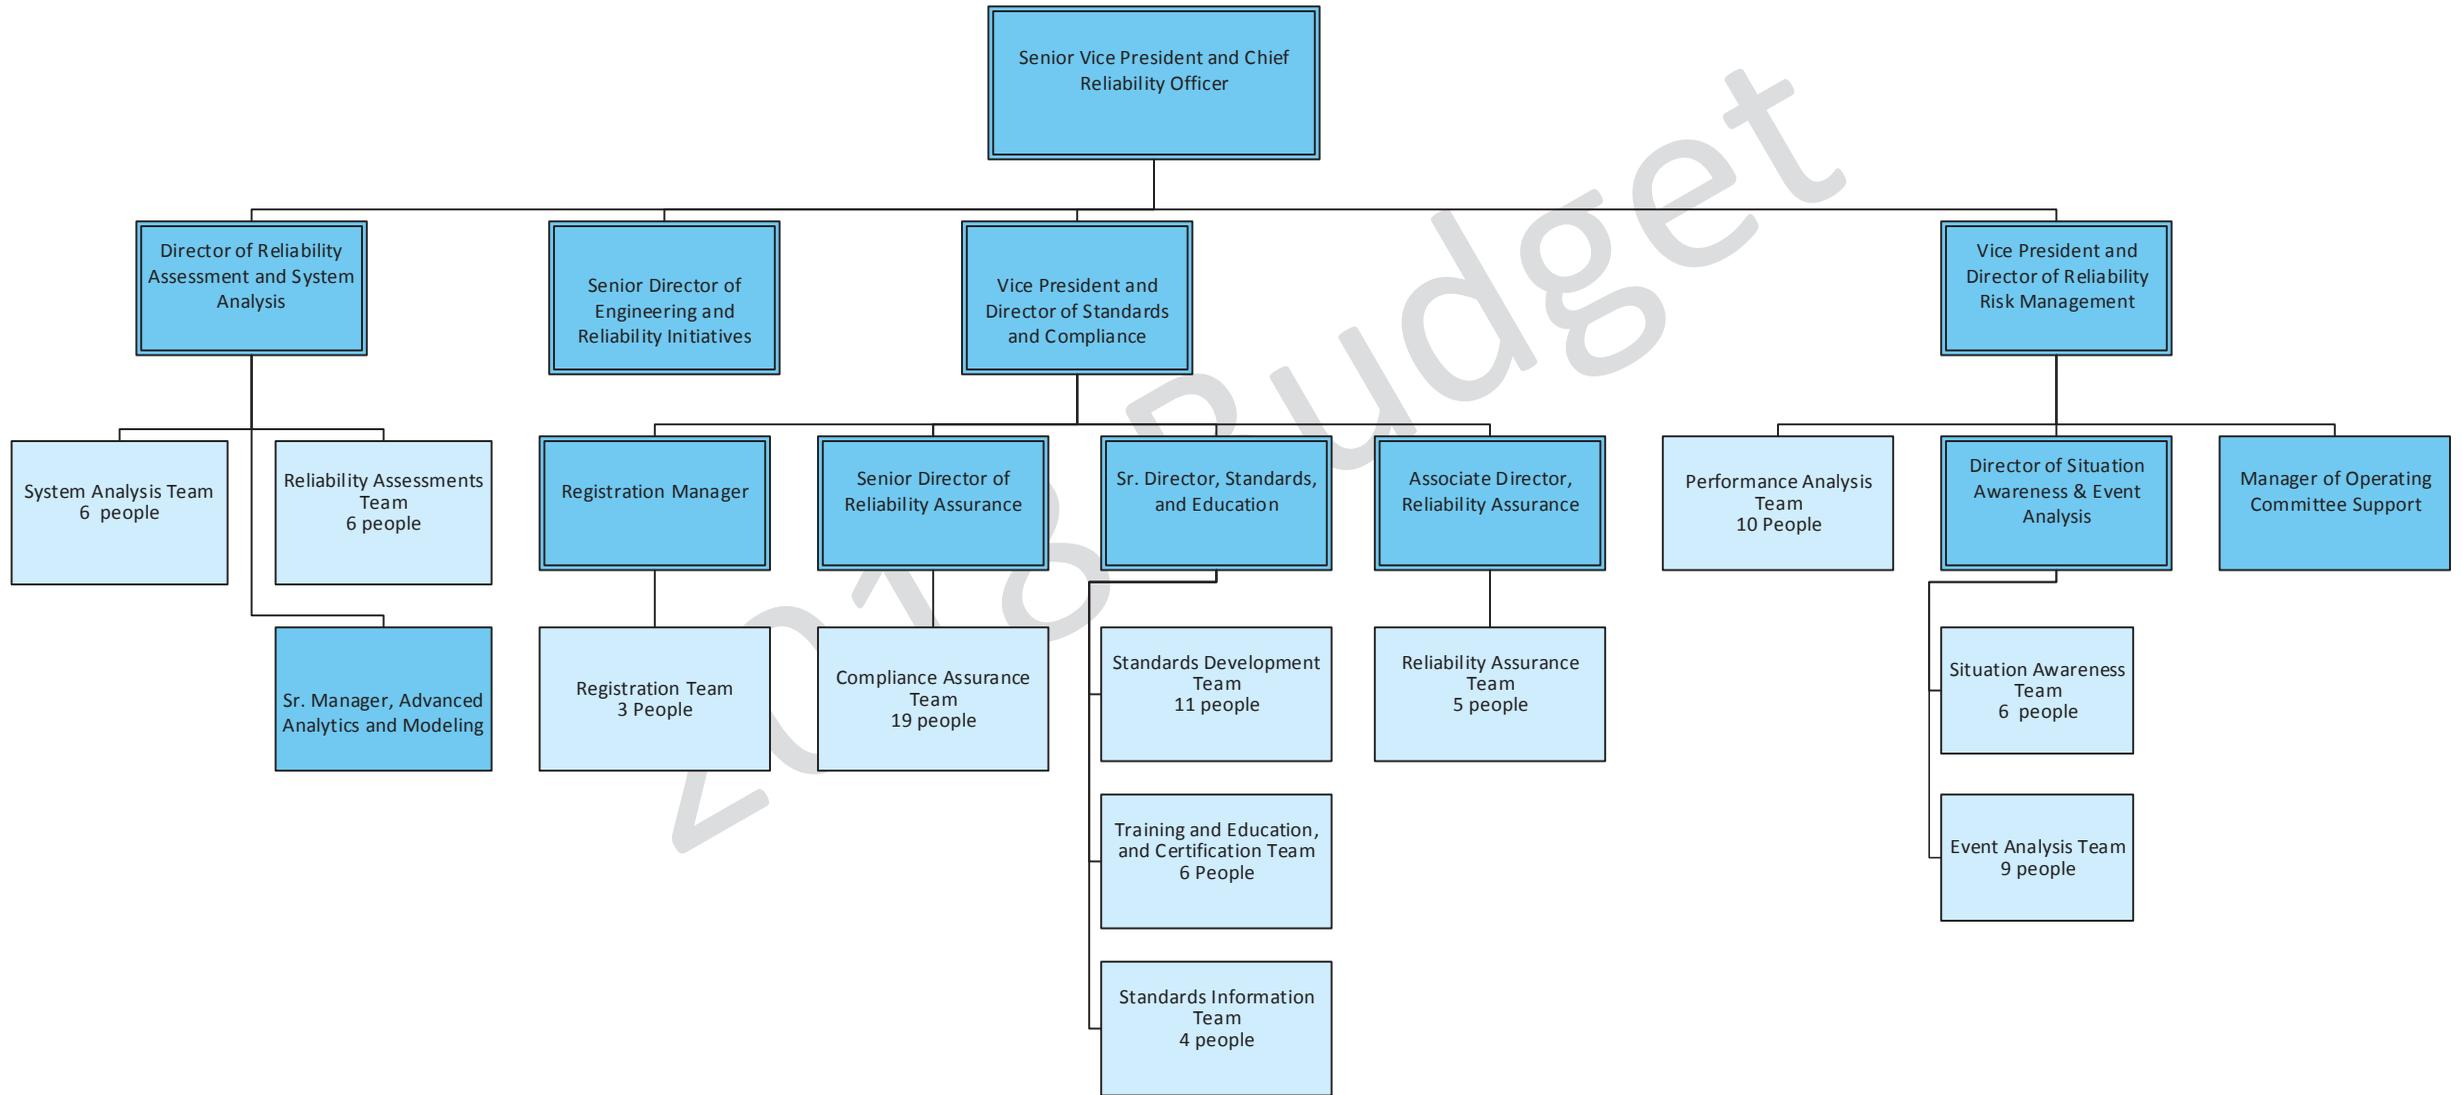 Senior Vice President and Chief
Reliability Officer
Director of Reliability
Assessment and System
Analysis
Senior Director of
Engineering and
Reliability Initiatives
Vice President and
Director of Standards
and Compliance
Vice President and
Director of Reliability
Risk Management
System Analysis Team
6 people
Reliability Assessments
Team
6 people
Registration Manager
Senior Director of
Reliability Assurance
Sr. Director, Standards,
and Education
Associate Director,
Reliability Assurance
Performance Analysis
Team
10 People
Director of Situation
Awareness & Event
Analysis
Manager of Operating
Committee Support
Sr. Manager, Advanced
Analytics and Modeling
Registration Team
3 People
Compliance Assurance
Team
19 people
Standards Development
Team
11 people
Reliability Assurance
Team
5 people
Situation Awareness
Team
6 people
Training and Education,
and Certification Team
6 People
Event Analysis Team
9 people
Standards Information
Team
4 people
2018 Budget